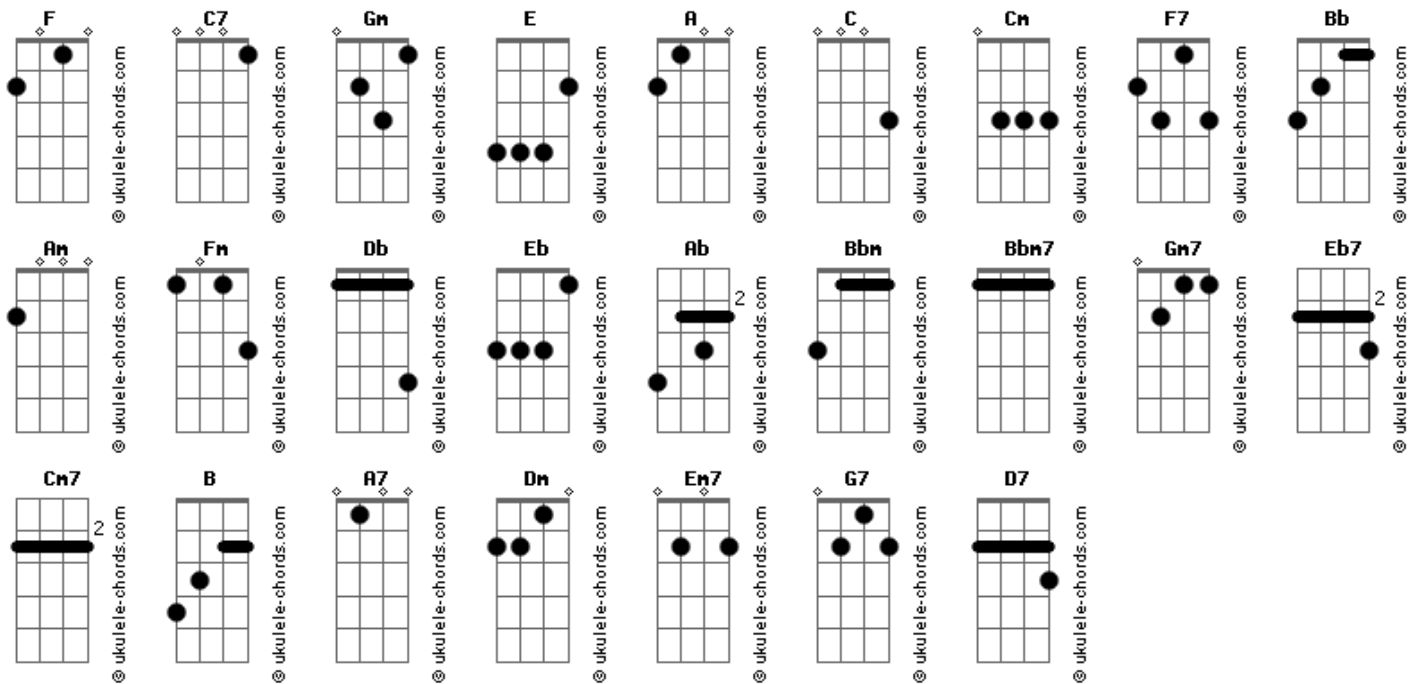 F C7 Gm E A C Cm F7 Bb
© ukulele-chords.com © ukulele-chords.com © ukulele-chords.com © ukulele-chords.com © ukulele-chords.com © ukulele-chords.com © ukulele-chords.com © ukulele-chords.com © ukulele-chords.com
Am Fm Db Eb Ab Bbm Bbm7 Gm7 Eb7
2 2
© ukulele-chords.com © ukulele-chords.com © ukulele-chords.com © ukulele-chords.com © ukulele-chords.com © ukulele-chords.com © ukulele-chords.com © ukulele-chords.com © ukulele-chords.com
Cm7 B A7 Dm Em7 G7 D7
2
© ukulele-chords.com © ukulele-chords.com © ukulele-chords.com © ukulele-chords.com © ukulele-chords.com © ukulele-chords.com © ukulele-chords.com